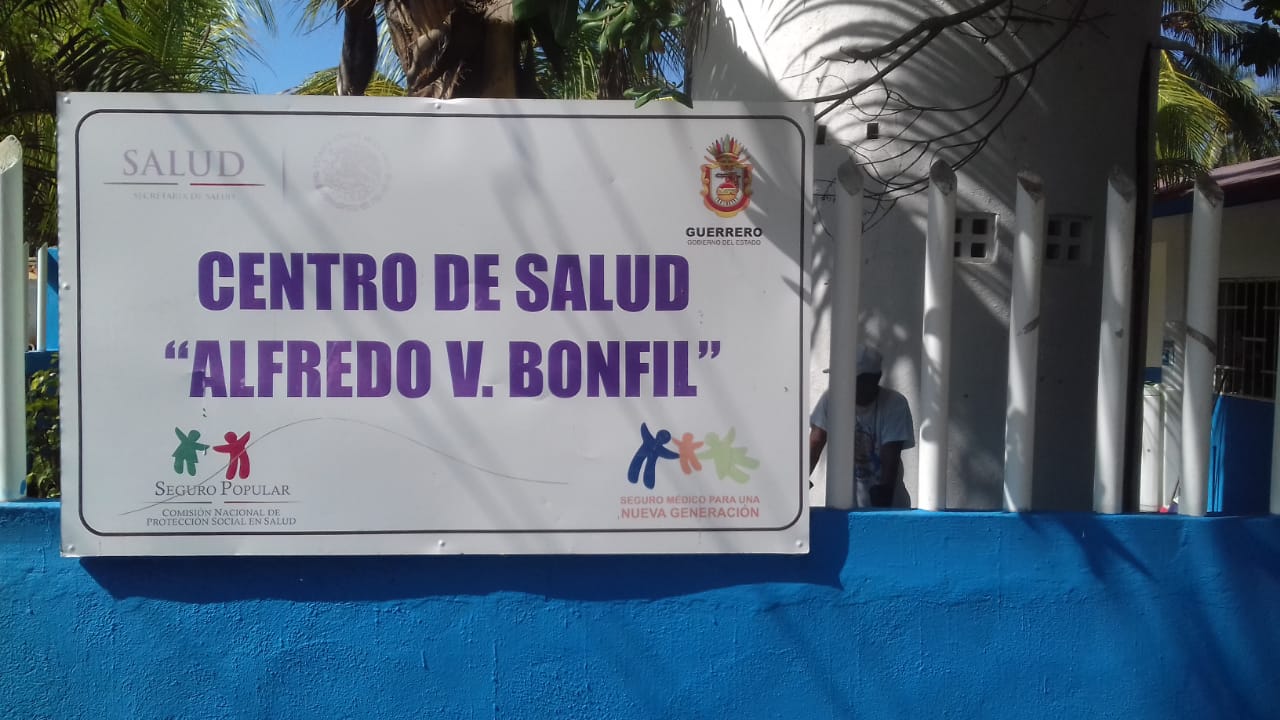 SALUD
SECRETARÍA DE SALUD
GUERRERO
GOBIERNO DEL ESTADO
CENTRO DE SALUD
“ALFREDO V. BONFIL”
SEGURO POPULAR
COMISIÓN NACIONAL DE
PROTECCIÓN SOCIAL EN SALUD
SEGURO MÉDICO PARA UNA
NUEVA GENERACIÓN